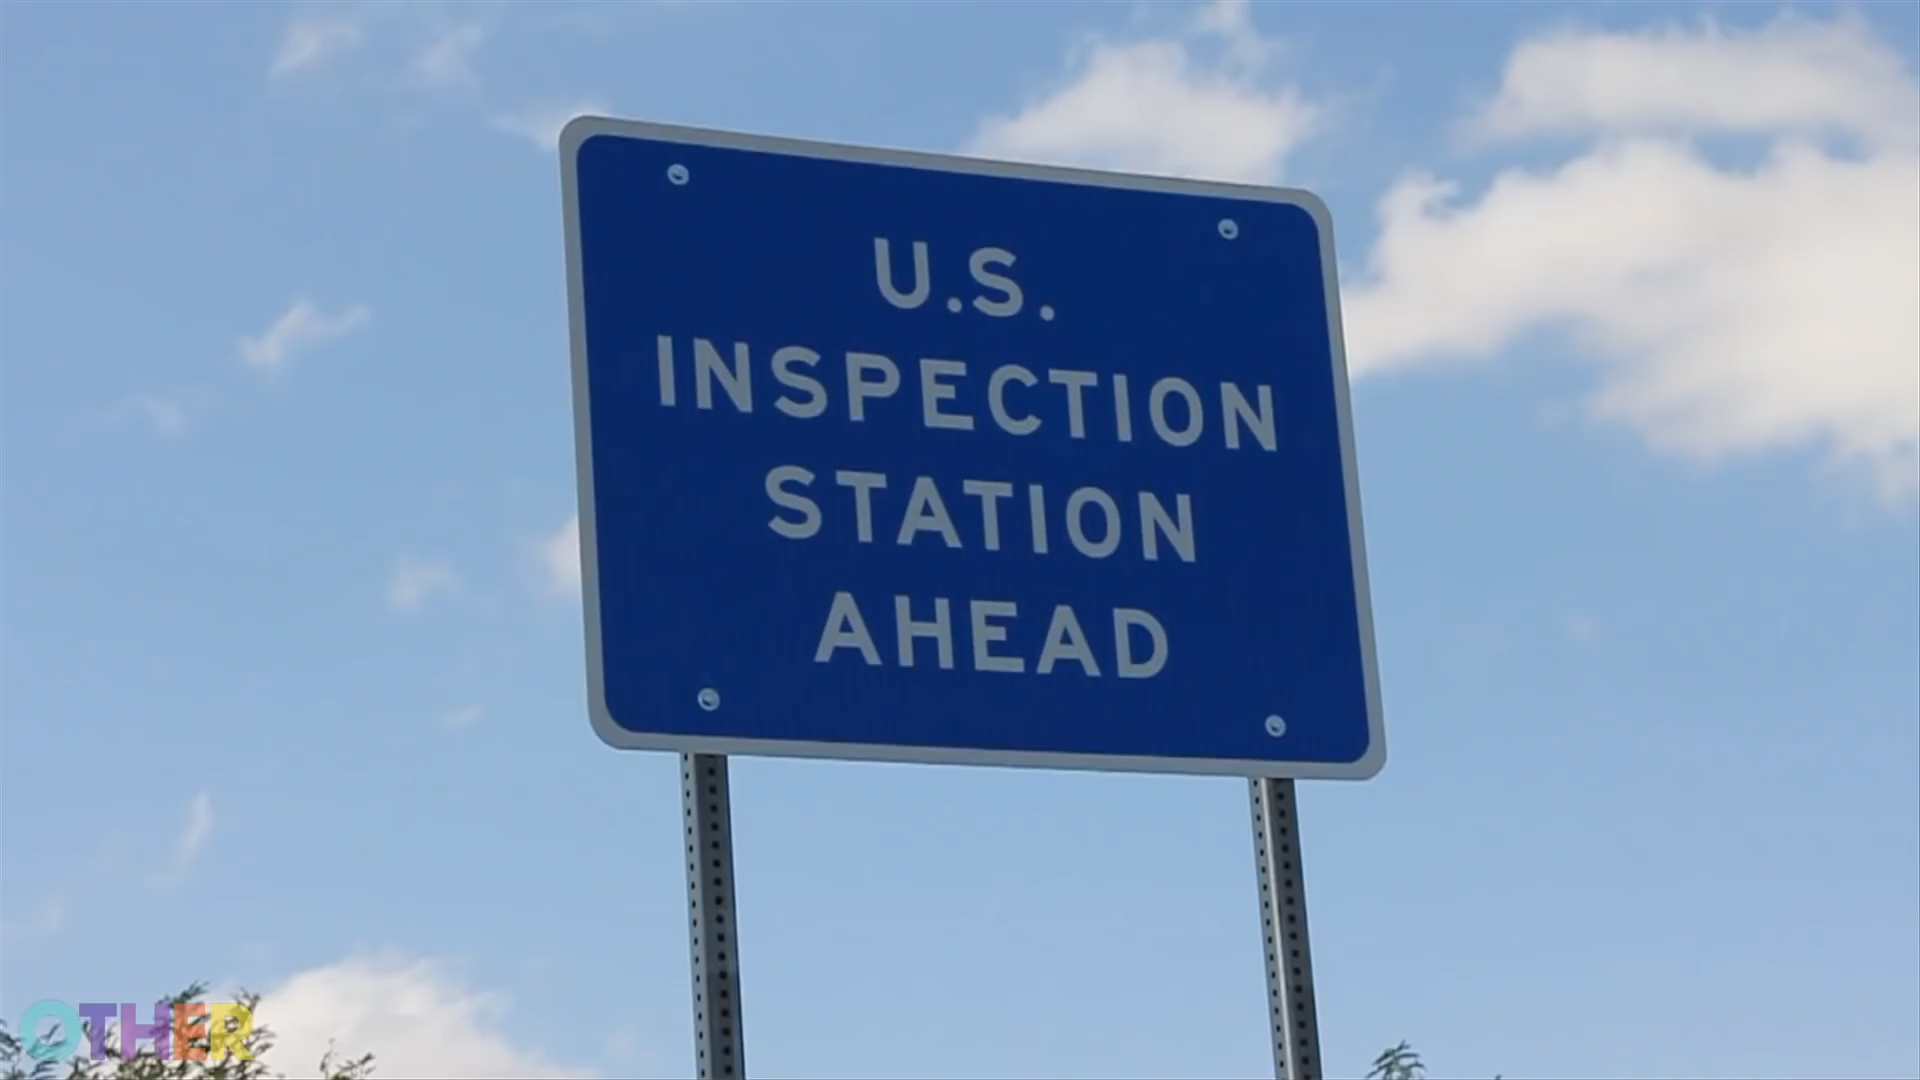 U.S.
INSPECTION
STATION
AHEAD
OTHER